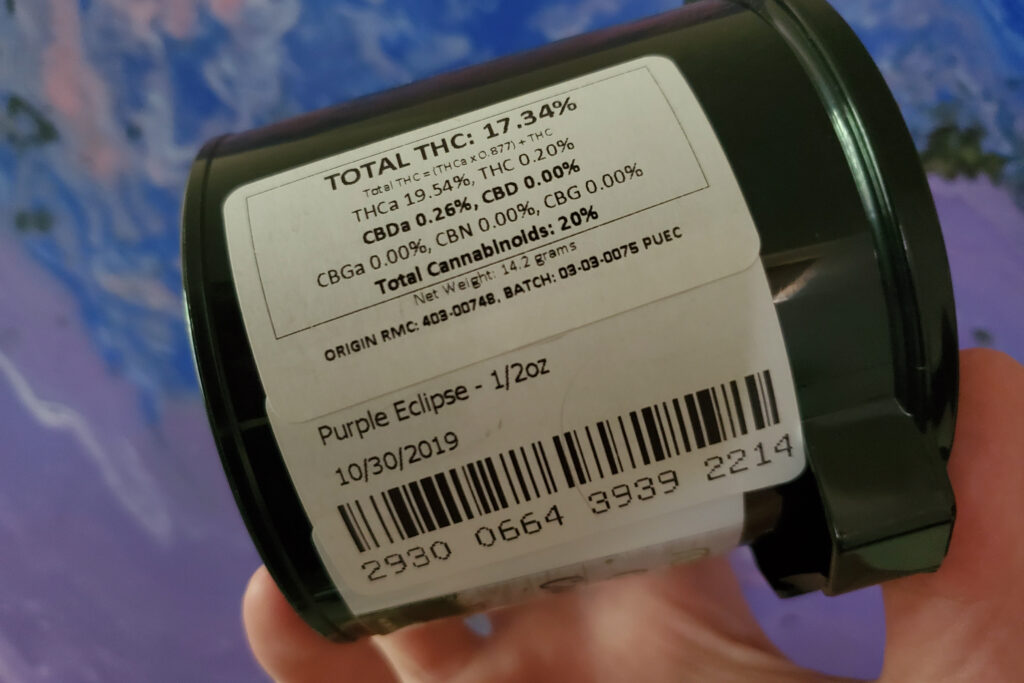 TOTAL THC: 17.34%
Total THC = (THCa x 0.877) + THC
THCa 19.54%, THC 0.20%
CBDa 0.26%, CBD 0.00%
CBGa 0.00%, CBN 0.00%, CBG 0.00%
Total Cannabinoids: 20%
Net Weight: 14.2 grams
ORIGIN RMC: 403-00748, BATCH: 03-03-0075 PUEC
Purple Eclipse - 1/2oz
10/30/2019
2930 0664 3939 2214